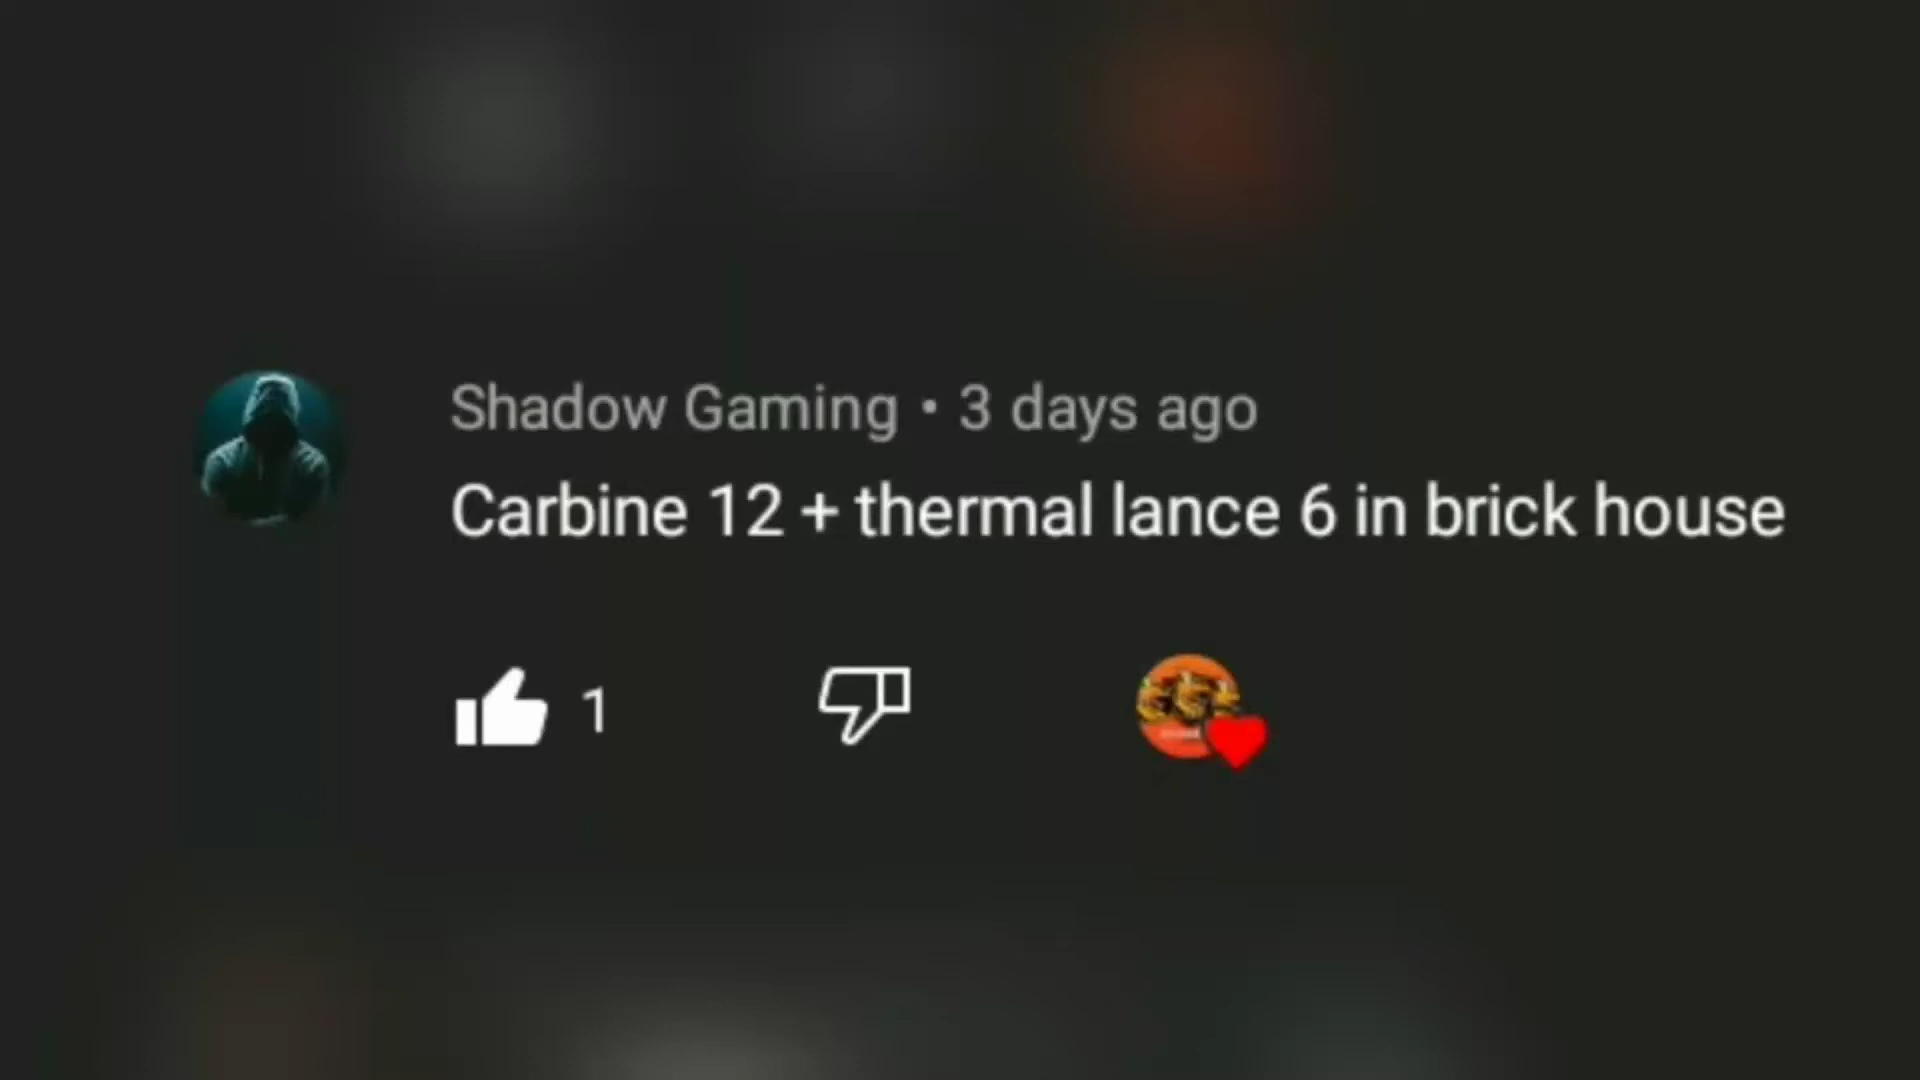 Shadow Gaming • 3 days ago
Carbine 12 + thermal lance 6 in brick house
1